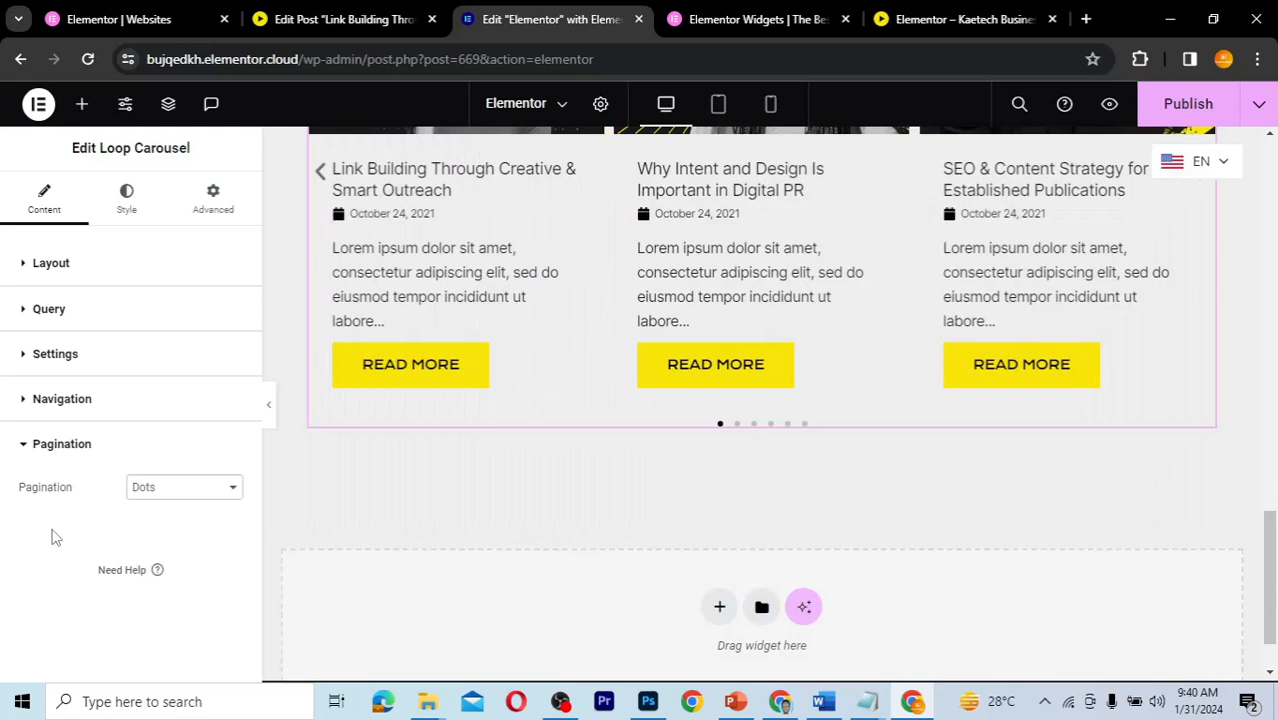 Elementor | Websites
Edit Post "Link Building Thro
Edit "Elementor" with Eleme
Elementor Widgets | The Be
Elementor – Kaetech Busine
bujqedkh.elementor.cloud/wp-admin/post.php?post=669&action=elementor
Elementor
Publish
Edit Loop Carousel
EN
Content
Style
Advanced
Layout
Query
Settings
Navigation
Pagination
Pagination
Dots
Need Help
Link Building Through Creative &
Smart Outreach
October 24, 2021
Lorem ipsum dolor sit amet,
consectetur adipiscing elit, sed do
eiusmod tempor incididunt ut
labore...
READ MORE
Why Intent and Design Is
Important in Digital PR
October 24, 2021
Lorem ipsum dolor sit amet,
consectetur adipiscing elit, sed do
eiusmod tempor incididunt ut
labore...
READ MORE
SEO & Content Strategy for
Established Publications
October 24, 2021
Lorem ipsum dolor sit amet,
consectetur adipiscing elit, sed do
eiusmod tempor incididunt ut
labore...
READ MORE
Drag widget here
Type here to search
Pr
Ps
28°C
9:40 AM
1/31/2024
2